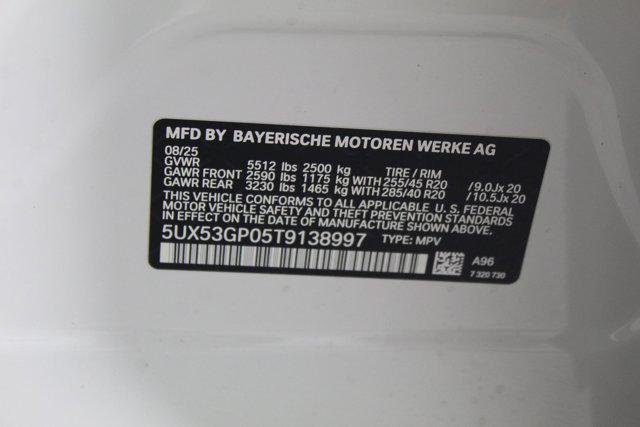 MFD BY BAYERISCHE MOTOREN WERKE AG
08/25
GVWR 5512 lbs 2500 kg TIRE / RIM
GAWR FRONT 2590 lbs 1175 kg WITH 255/45 R20 /9.0Jx20
GAWR REAR 3230 lbs 1465 kg WITH 285/40 R20 /10.5Jx20
THIS VEHICLE CONFORMS TO ALL APPLICABLE U.S. FEDERAL
MOTOR VEHICLE SAFETY AND THEFT PREVENTION STANDARDS
IN EFFECT ON THE DATE OF MANUFACTURE SHOWN ABOVE.
5UX53GP05T9138997 TYPE: MPV
A96
7 320 730